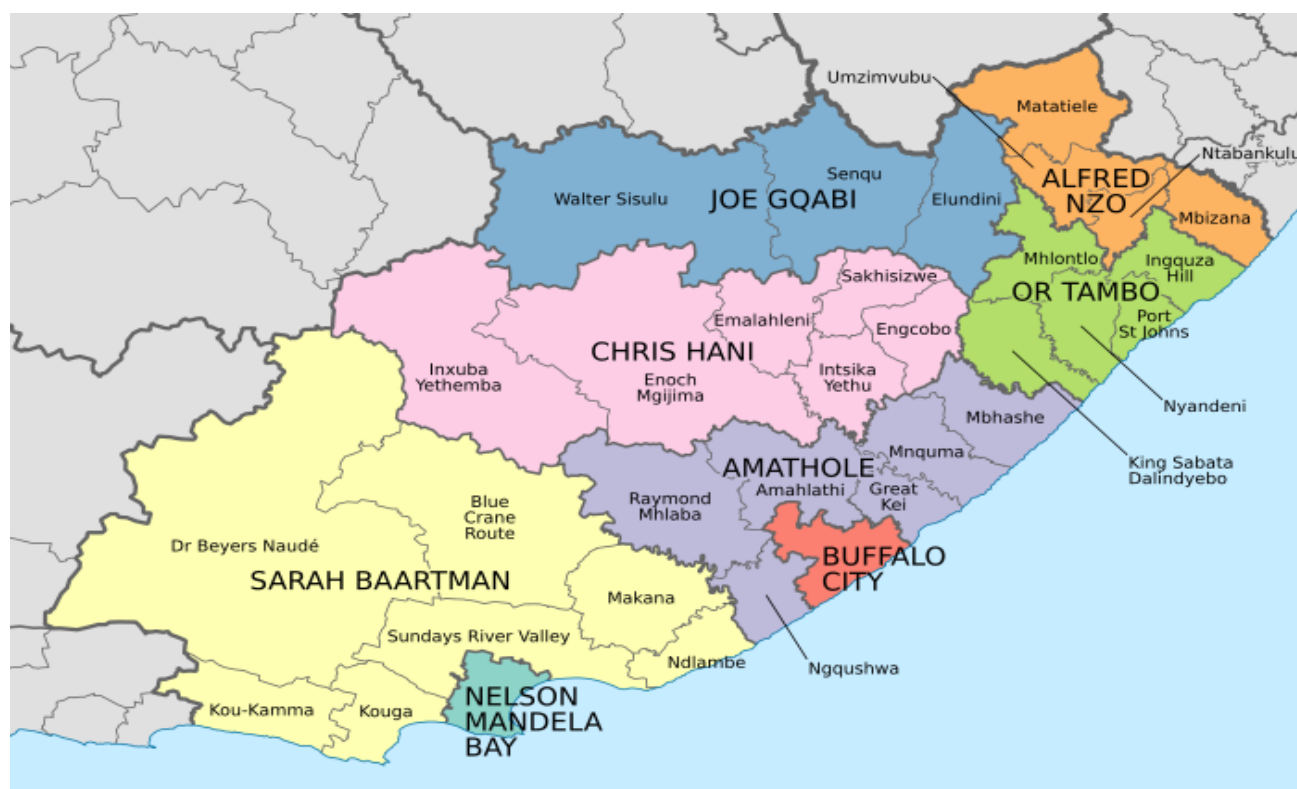 Umzimvubu
Matatiele
Ntabankulu
ALFRED
NZO
Mbizana
Walter Sisulu
JOE GQABI
Senqu
Elundini
Mhlontlo
Ingquza
Hill
OR TAMBO
Port
St Johns
Nyandeni
King Sabata
Dalindyebo
Sakhisizwe
Emalahleni
Engcobo
CHRIS HANI
Inxuba
Yethemba
Enoch
Mgijima
Intsika
Yethu
Mbhashe
Mnquma
AMATHOLE
Amahlathi
Great
Kei
Raymond
Mhlaba
BUFFALO
CITY
Ngqushwa
Blue
Crane
Route
Dr Beyers Naudé
SARAH BAARTMAN
Makana
Sundays River Valley
Ndlambe
Kou-Kamma
Kouga
NELSON
MANDELA
BAY